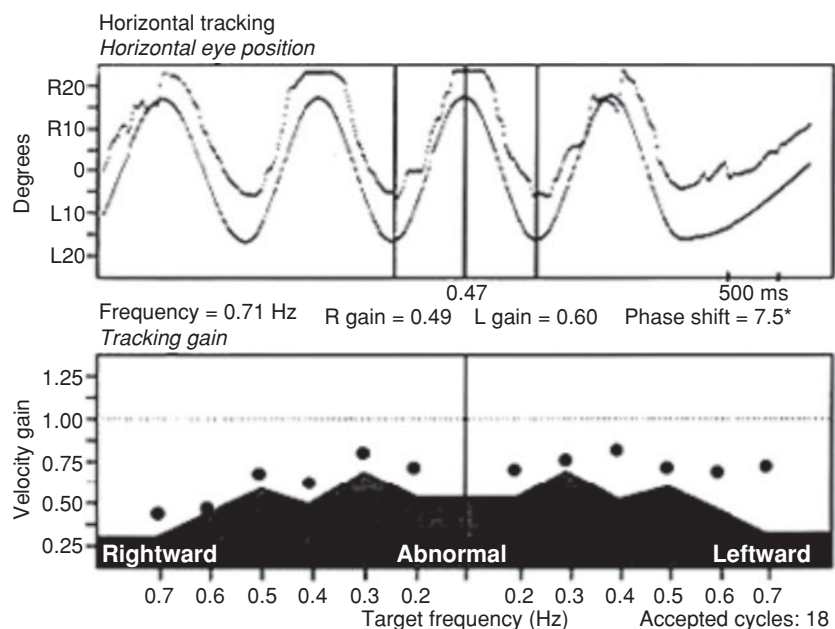 Horizontal tracking
Horizontal eye position
Degrees
R20
R10
0
L10
L20
0.47
500 ms
Frequency = 0.71 Hz R gain = 0.49 L gain = 0.60 Phase shift = 7.5*
Tracking gain
Velocity gain
1.25
1.00
0.75
0.50
0.25
Rightward Abnormal Leftward
0.7 0.6 0.5 0.4 0.3 0.2 0.2 0.3 0.4 0.5 0.6 0.7
Target frequency (Hz) Accepted cycles: 18